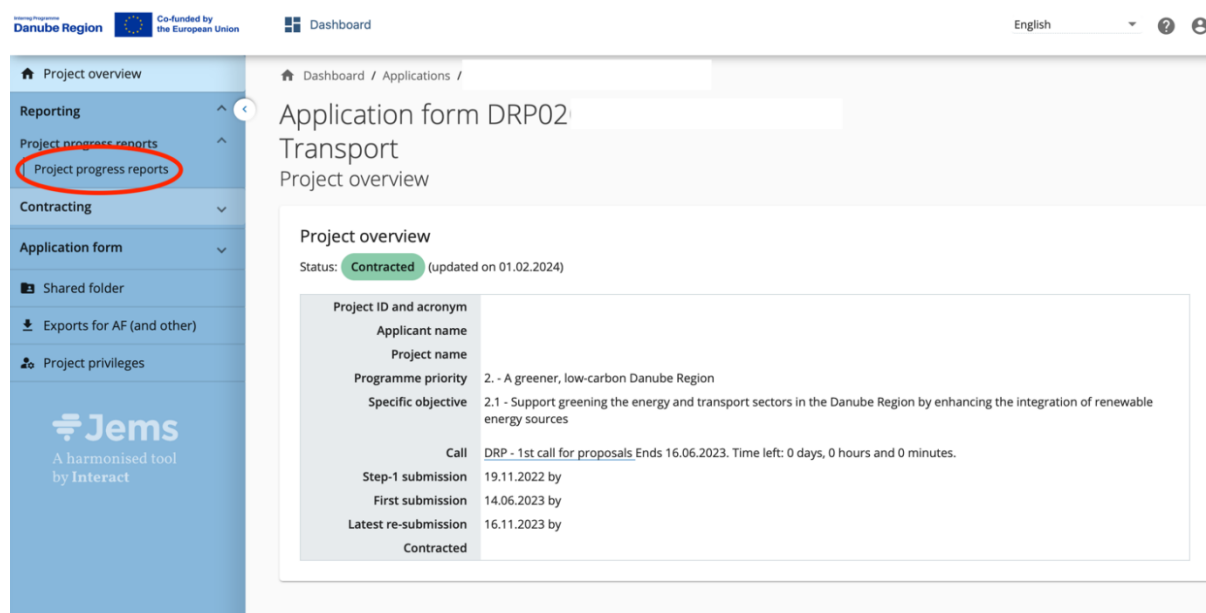 Interreg Programme
Danube Region
Co-funded by
the European Union
Dashboard
English
Project overview
Reporting
Project progress reports
Project progress reports
Contracting
Application form
Shared folder
Exports for AF (and other)
Project privileges
Jems
A harmonised tool
by Interact
Dashboard / Applications /
Application form DRP02
Transport
Project overview
Project overview
Status: Contracted (updated on 01.02.2024)
Project ID and acronym
Applicant name
Project name
Programme priority 2. - A greener, low-carbon Danube Region
Specific objective 2.1 - Support greening the energy and transport sectors in the Danube Region by enhancing the integration of renewable
energy sources
Call DRP - 1st call for proposals Ends 16.06.2023. Time left: 0 days, 0 hours and 0 minutes.
Step-1 submission 19.11.2022 by
First submission 14.06.2023 by
Latest re-submission 16.11.2023 by
Contracted